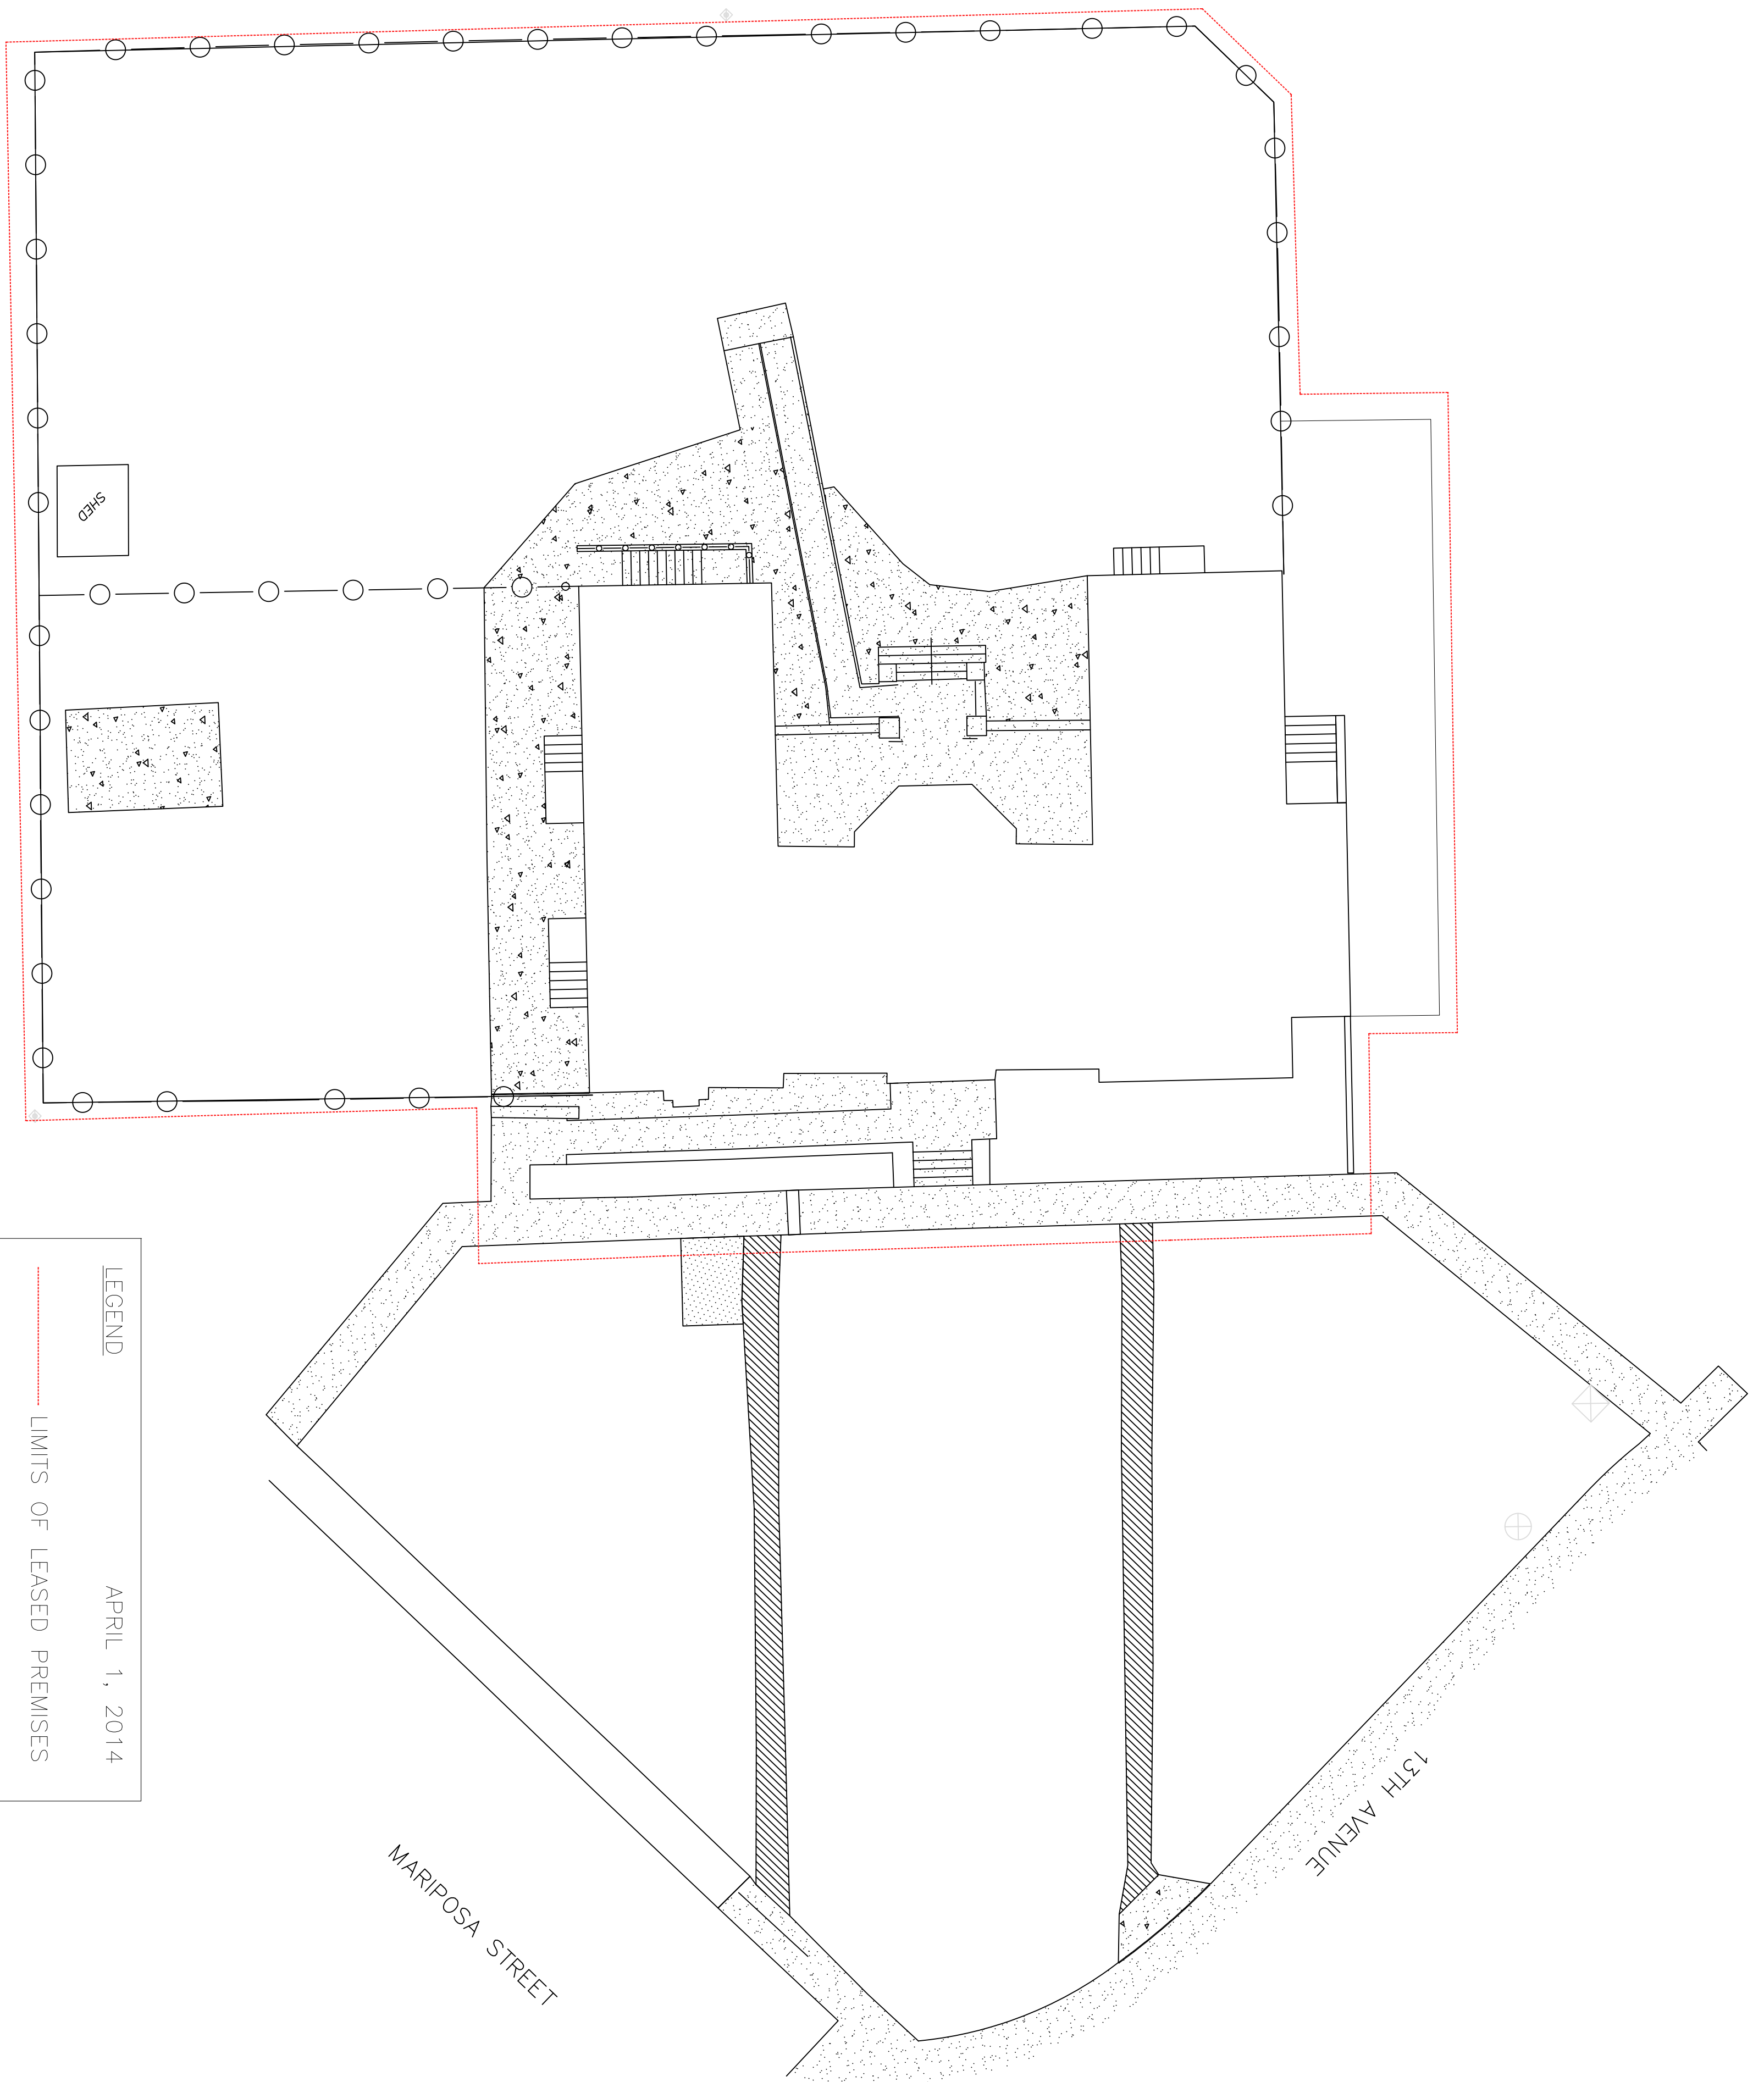 SHED
LEGEND
APRIL 1, 2014
LIMITS OF LEASED PREMISES
MARIPOSA STREET
13TH AVENUE